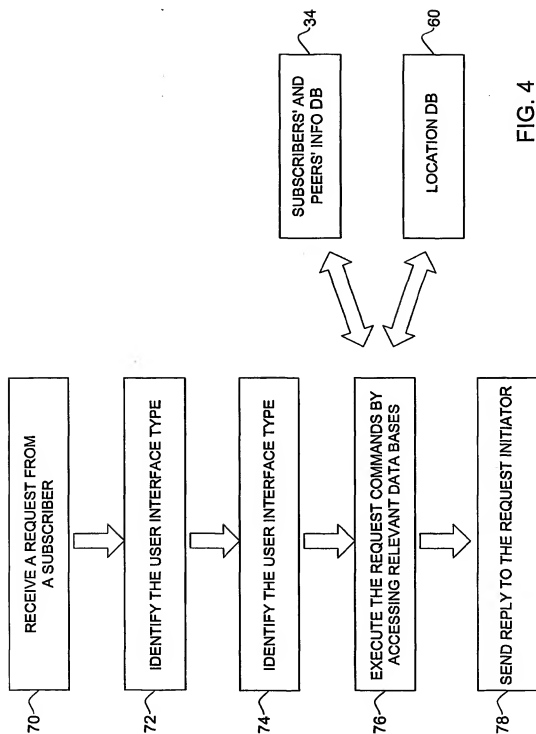 70
RECEIVE A REQUEST FROM
A SUBSCRIBER
72
IDENTIFY THE USER INTERFACE TYPE
74
IDENTIFY THE USER INTERFACE TYPE
76
EXECUTE THE REQUEST COMMANDS BY
ACCESSING RELEVANT DATA BASES
78
SEND REPLY TO THE REQUEST INITIATOR
SUBSCRIBERS' AND
PEERS' INFO DB
34
LOCATION DB
60
FIG. 4